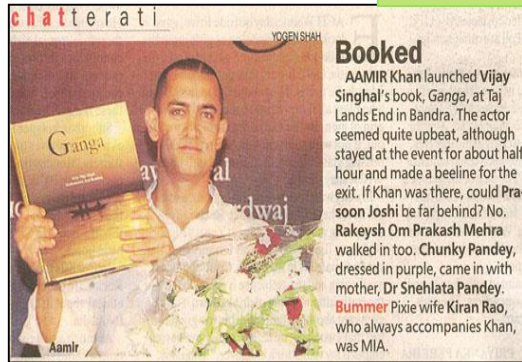 chatterati
YOGEN SHAH
Ganga
Aamir
Booked
AAMIR Khan launched Vijay
Singhal's book, Ganga, at Taj
Lands End in Bandra. The actor
seemed quite upbeat, although
stayed at the event for about half
hour and made a beeline for the
exit. If Khan was there, could Pra-
soon Joshi be far behind? No.
Rakeysh Om Prakash Mehra
walked in too. Chunky Pandey,
dressed in purple, came in with
mother, Dr Snehlata Pandey.
Bummer Pixie wife Kiran Rao,
who always accompanies Khan,
was MIA.